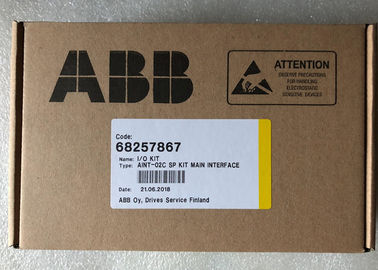 ABB
ATTENTION
OBSERVE PRECAUTIONS
FOR HANDLING
ELECTROSTATIC
SENSITIVE DEVICES
Code:
68257867
Name: I/O KIT
Type: AINT-02C SP KIT MAIN INTERFACE
Date: 21.06.2018
ABB Oy, Drives Service Finland